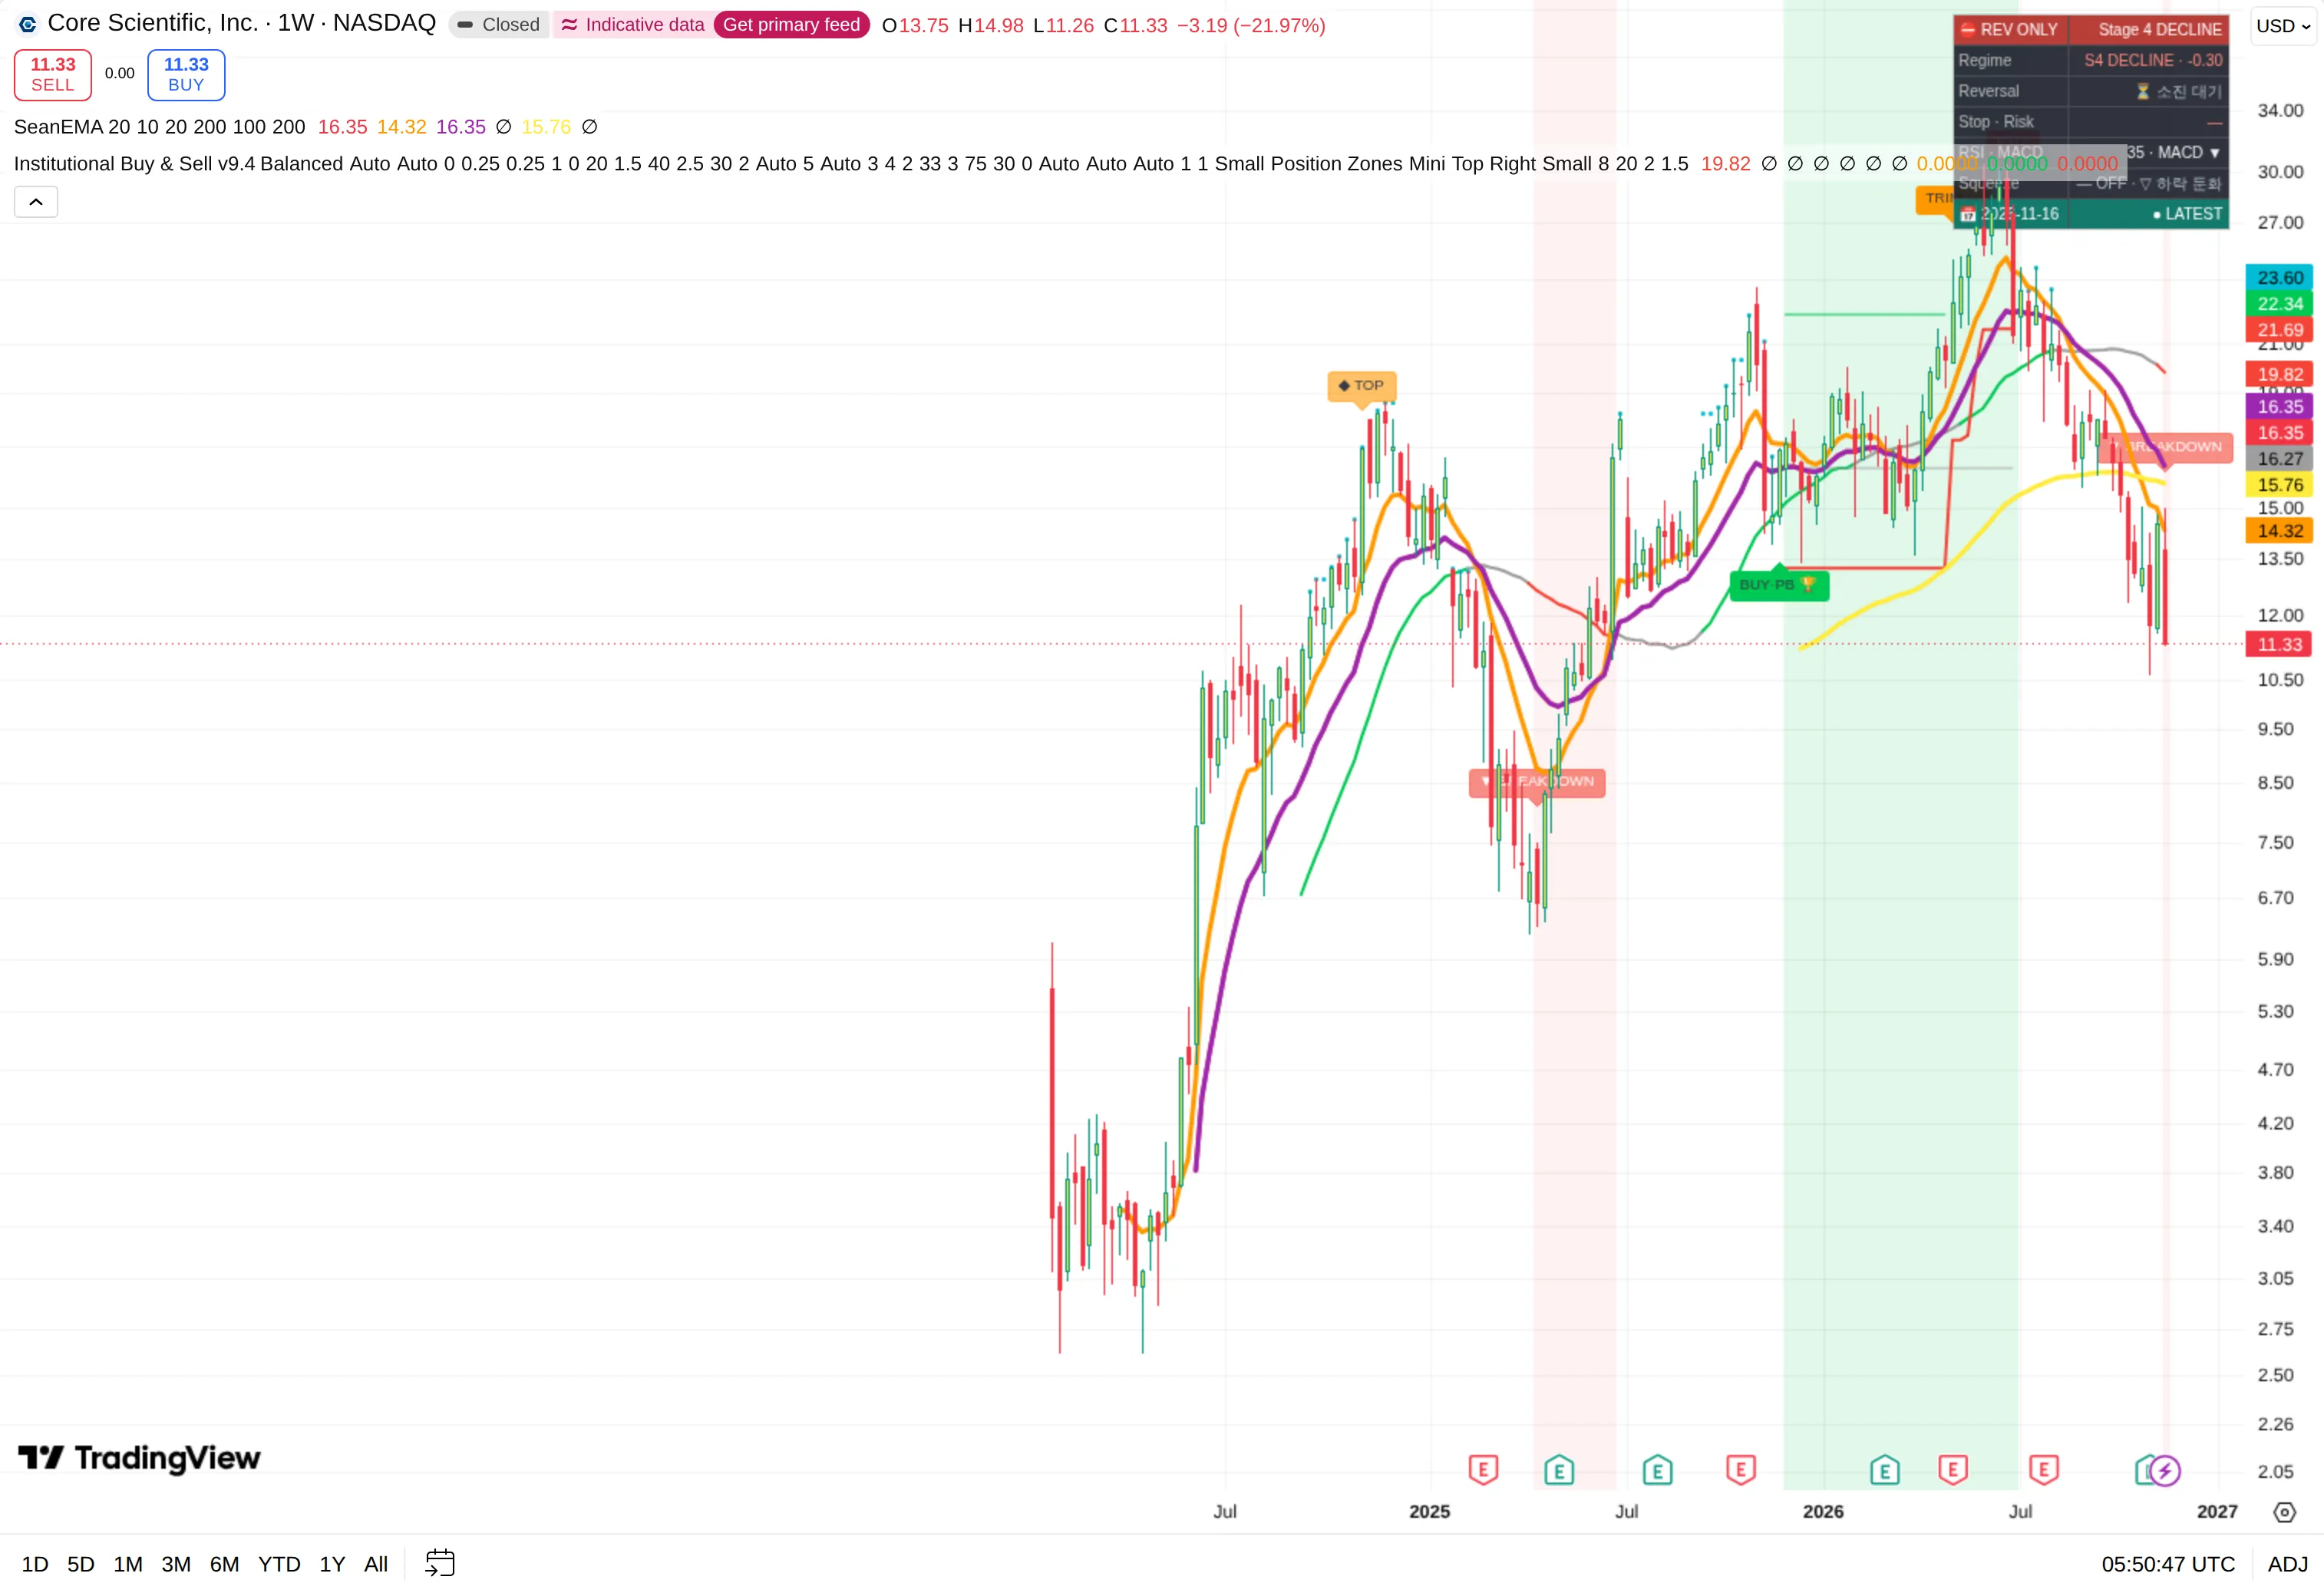 Core Scientific, Inc. · 1W · NASDAQ Closed Indicative data Get primary feed O13.75 H14.98 L11.26 C11.33 −3.19 (−21.97%)
USD
11.33 SELL
0.00
11.33 BUY
SeanEMA 20 10 20 200 100 200 16.35 14.32 16.35 ∅ 15.76 ∅
Institutional Buy & Sell v9.4 Balanced Auto Auto 0 0.25 0.25 1 0 20 1.5 40 2.5 30 2 Auto 5 Auto 3 4 2 33 3 75 30 0 Auto Auto Auto 1 1 Small Position Zones Mini Top Right Small 8 20 2 1.5 19.82 ∅ ∅ ∅ ∅ ∅ ∅ 0.0000 0.0000 0.0000
⛔ REV ONLY Stage 4 DECLINE
Regime S4 DECLINE · -0.30
Reversal ⏳ 소진 대기
Stop · Risk —
RSI · MACD 35 · MACD ▼
Squeeze — OFF · ▽ 하락 둔화
-11-16 ● LATEST
◆ TOP
BUY·PB 🏆
34.00
30.00
27.00
23.60
22.34
21.69
21.00
19.82
16.35
16.35
16.27
15.76
15.00
14.32
13.50
12.00
11.33
10.50
9.50
8.50
7.50
6.70
5.90
5.30
4.70
4.20
3.80
3.40
3.05
2.75
2.50
2.26
2.05
E E E E E E E
TradingView
Jul 2025 Jul 2026 Jul 2027
1D 5D 1M 3M 6M YTD 1Y All
05:50:47 UTC ADJ